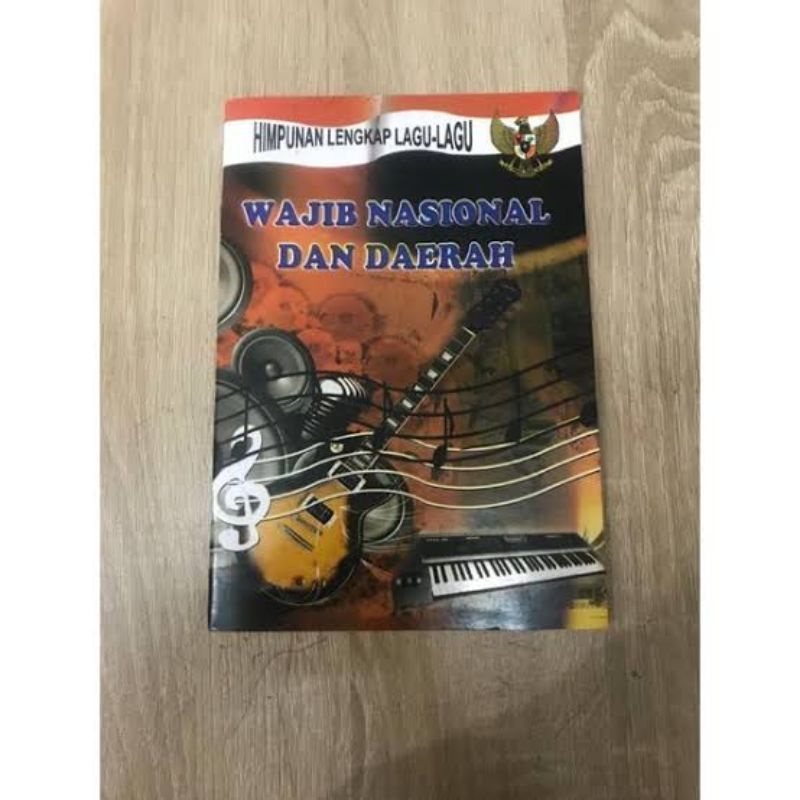 HIMPUNAN LENGKAP LAGU-LAGU
WAJIB NASIONAL
DAN DAERAH